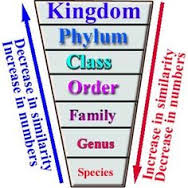 Decrease in similarity
Increase in numbers
Kingdom
Phylum
Class
Order
Family
Genus
Species
Increase in similarity
Decrease in numbers